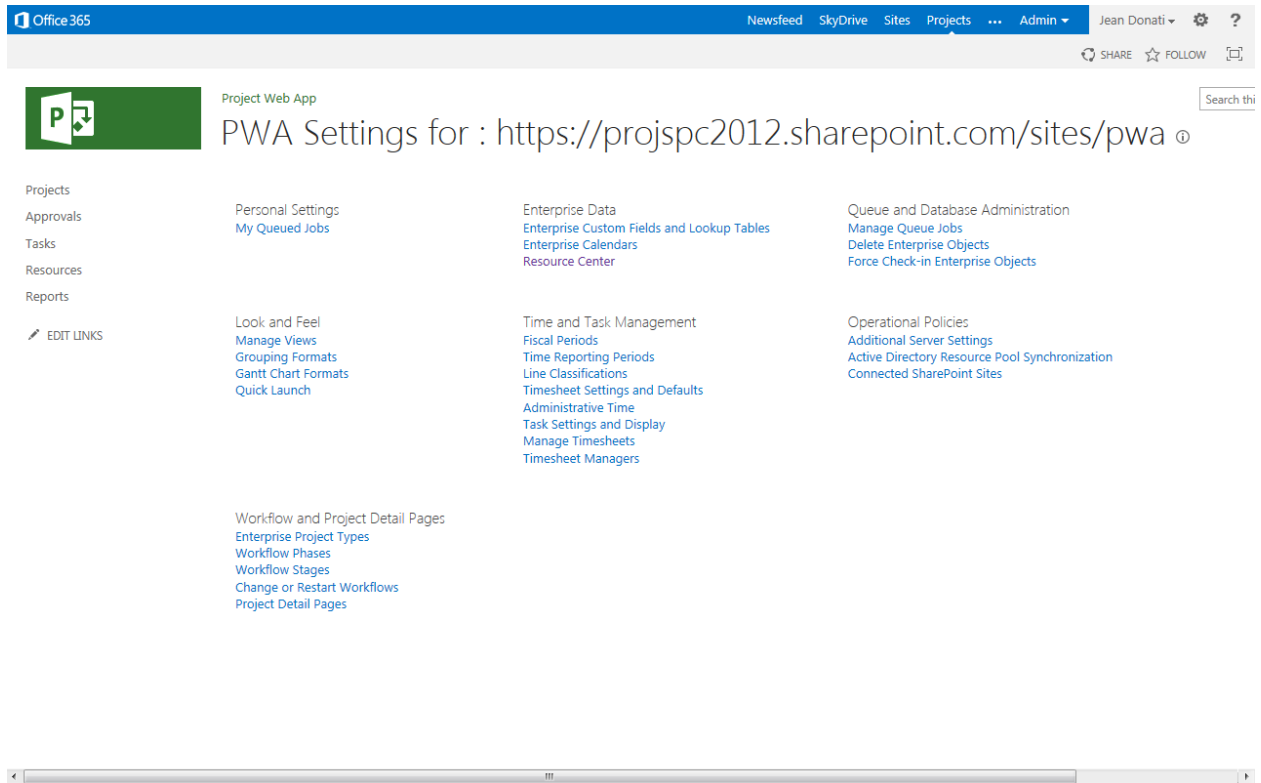 Office 365
Newsfeed SkyDrive Sites Projects ... Admin Jean Donati ?
SHARE FOLLOW
P
Project Web App
Search thi
PWA Settings for : https://projspc2012.sharepoint.com/sites/pwa
Projects
Approvals
Tasks
Resources
Reports
EDIT LINKS
Personal Settings
My Queued Jobs
Enterprise Data
Enterprise Custom Fields and Lookup Tables
Enterprise Calendars
Resource Center
Queue and Database Administration
Manage Queue Jobs
Delete Enterprise Objects
Force Check-in Enterprise Objects
Look and Feel
Manage Views
Grouping Formats
Gantt Chart Formats
Quick Launch
Time and Task Management
Fiscal Periods
Time Reporting Periods
Line Classifications
Timesheet Settings and Defaults
Administrative Time
Task Settings and Display
Manage Timesheets
Timesheet Managers
Operational Policies
Additional Server Settings
Active Directory Resource Pool Synchronization
Connected SharePoint Sites
Workflow and Project Detail Pages
Enterprise Project Types
Workflow Phases
Workflow Stages
Change or Restart Workflows
Project Detail Pages